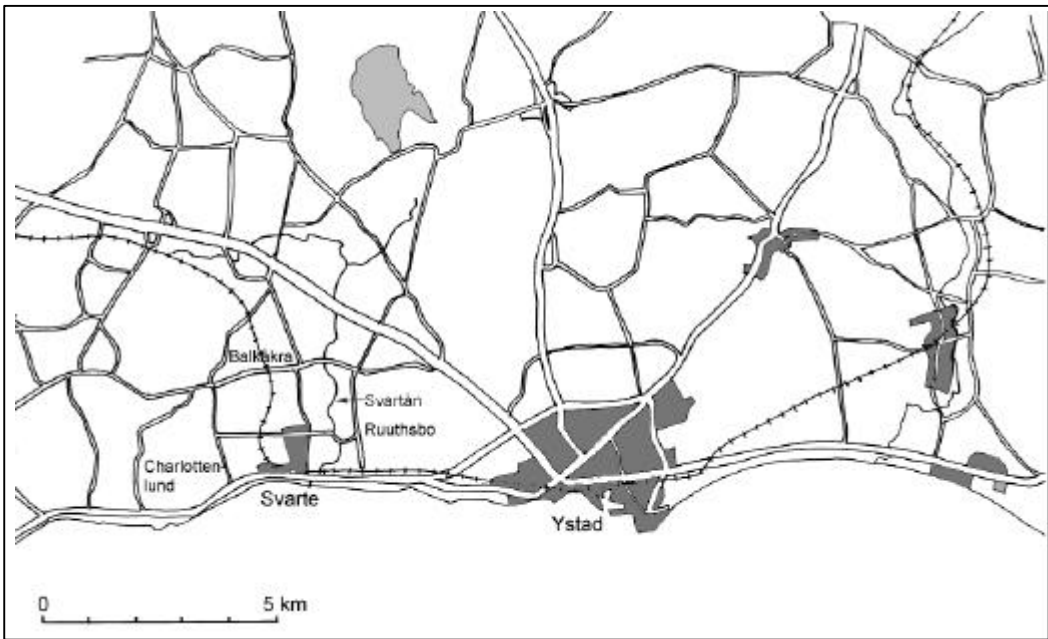 Balkåkra
Svartån
Ruuthsbo
Charlotten-
lund
Svarte
Ystad
0 5 km